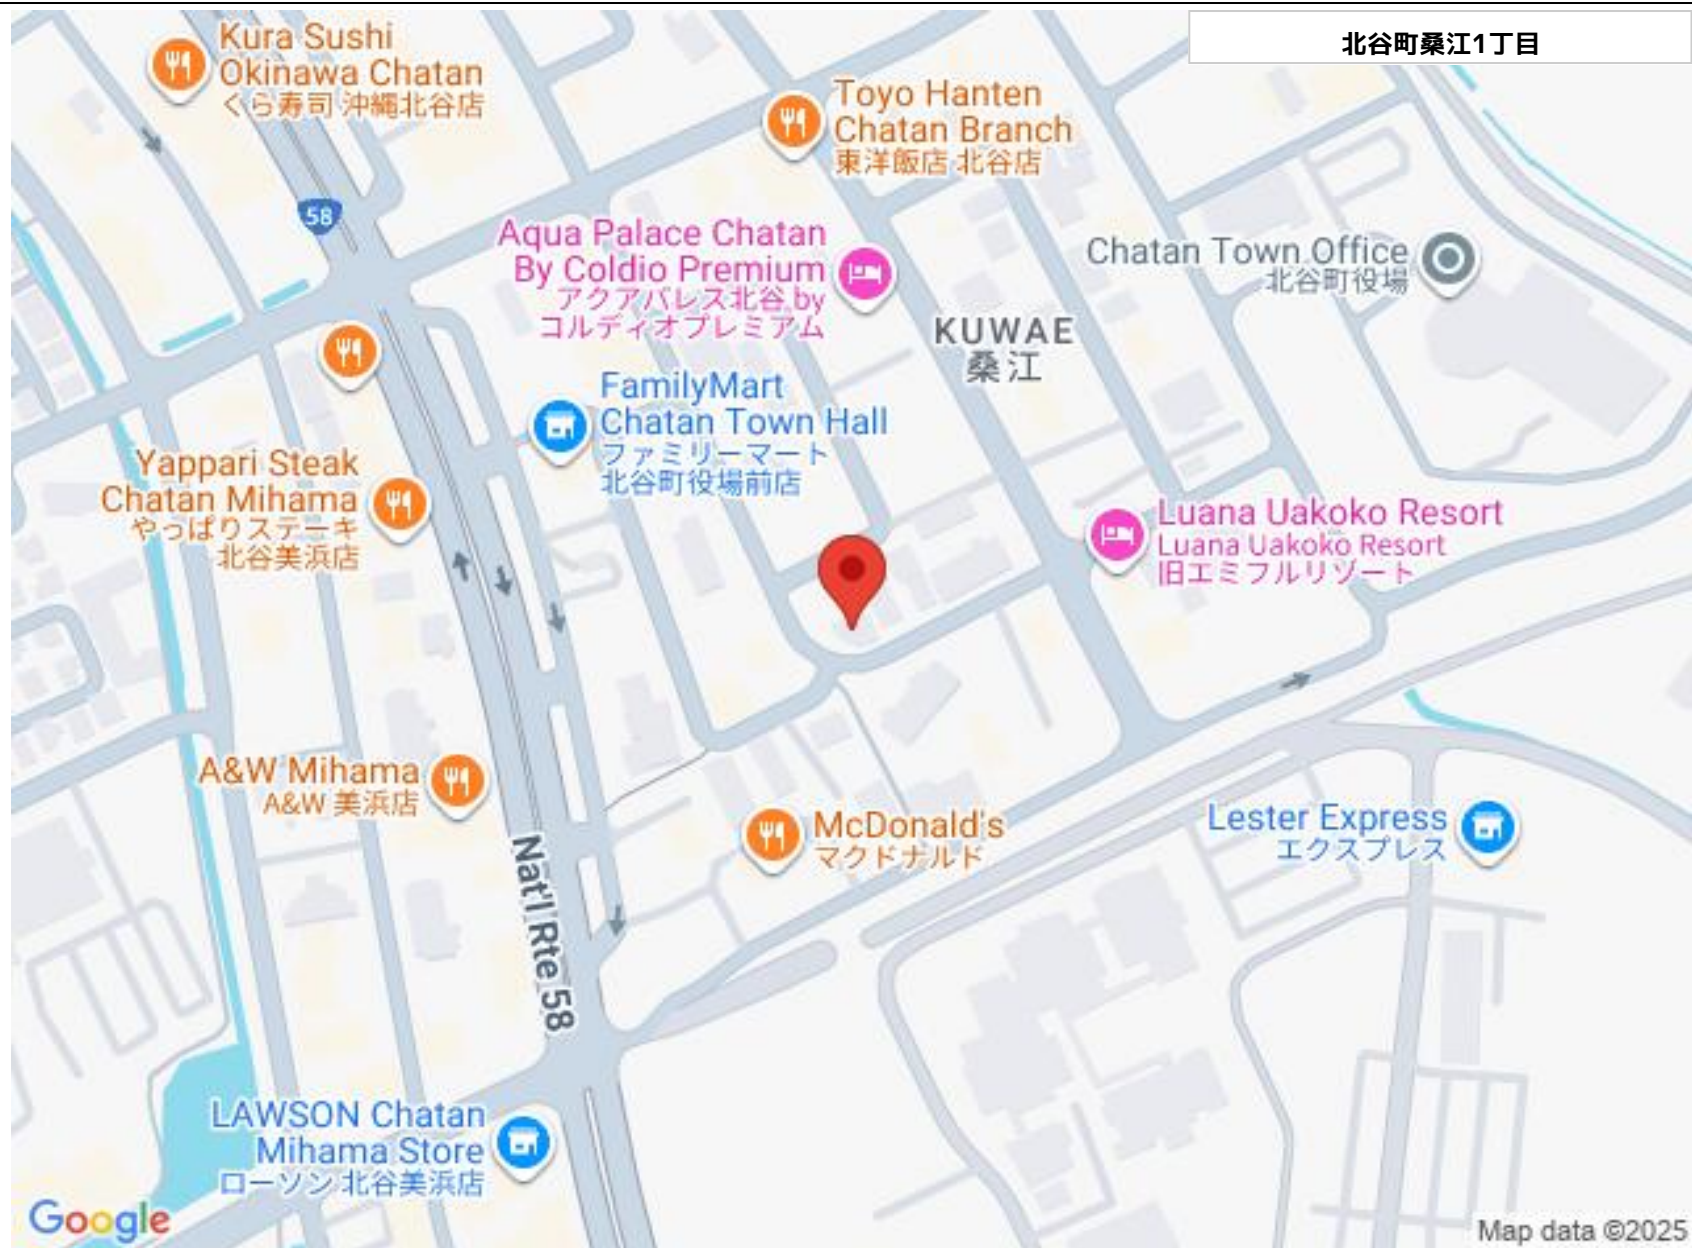 北谷町桑江1丁目
Kura Sushi
Okinawa Chatan
くら寿司 沖縄北谷店
58
Toyo Hanten
Chatan Branch
東洋飯店 北谷店
Aqua Palace Chatan
By Coldio Premium
アクアパレス北谷 by
コルディオプレミアム
Chatan Town Office
北谷町役場
KUWAE
桑江
FamilyMart
Chatan Town Hall
ファミリーマート
北谷町役場前店
Yappari Steak
Chatan Mihama
やっぱりステーキ
北谷美浜店
Luana Uakoko Resort
Luana Uakoko Resort
旧エミフルリゾート
A&W Mihama
A&W 美浜店
McDonald's
マクドナルド
Lester Express
エクスプレス
Nat'l Rte 58
LAWSON Chatan
Mihama Store
ローソン 北谷美浜店
Google
Map data ©2025